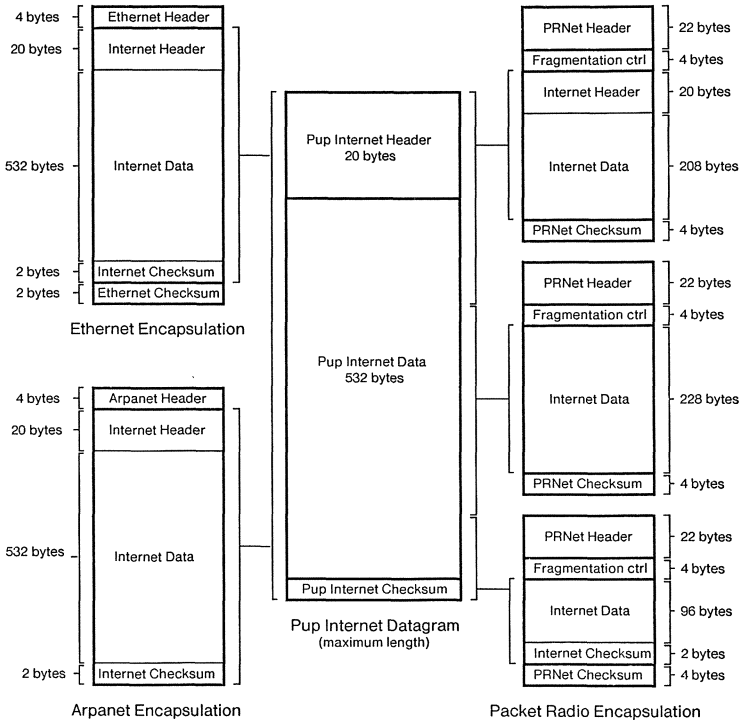 4 bytes
Ethernet Header
20 bytes
Internet Header
532 bytes
Internet Data
2 bytes
Internet Checksum
2 bytes
Ethernet Checksum
Ethernet Encapsulation
4 bytes
Arpanet Header
20 bytes
Internet Header
532 bytes
Internet Data
2 bytes
Internet Checksum
Arpanet Encapsulation
Pup Internet Header
20 bytes
Pup Internet Data
532 bytes
Pup Internet Checksum
Pup Internet Datagram
(maximum length)
PRNet Header
22 bytes
Fragmentation ctrl
4 bytes
Internet Header
20 bytes
Internet Data
208 bytes
PRNet Checksum
4 bytes
PRNet Header
22 bytes
Fragmentation ctrl
4 bytes
Internet Data
228 bytes
PRNet Checksum
4 bytes
PRNet Header
22 bytes
Fragmentation ctrl
4 bytes
Internet Data
96 bytes
Internet Checksum
2 bytes
PRNet Checksum
4 bytes
Packet Radio Encapsulation